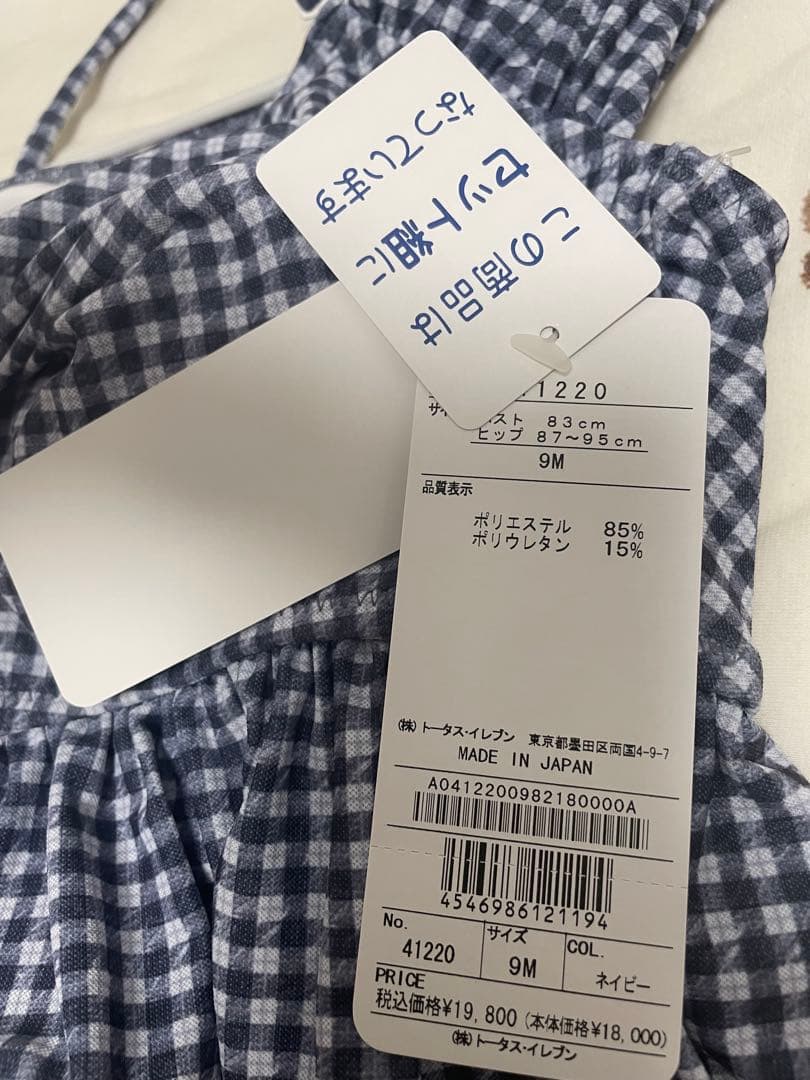 この商品は
セット組に
なっています
1220
バスト 83cm
ヒップ 87～95cm
9M
品質表示
ポリエステル 85%
ポリウレタン 15%
(株)トータス・イレブン 東京都墨田区両国4-9-7
MADE IN JAPAN
A0412200982180000A
4546986121194
No. サイズ COL.
41220 9M ネイビー
PRICE
税込価格¥19,800 (本体価格¥18,000)
(株)トータス・イレブン